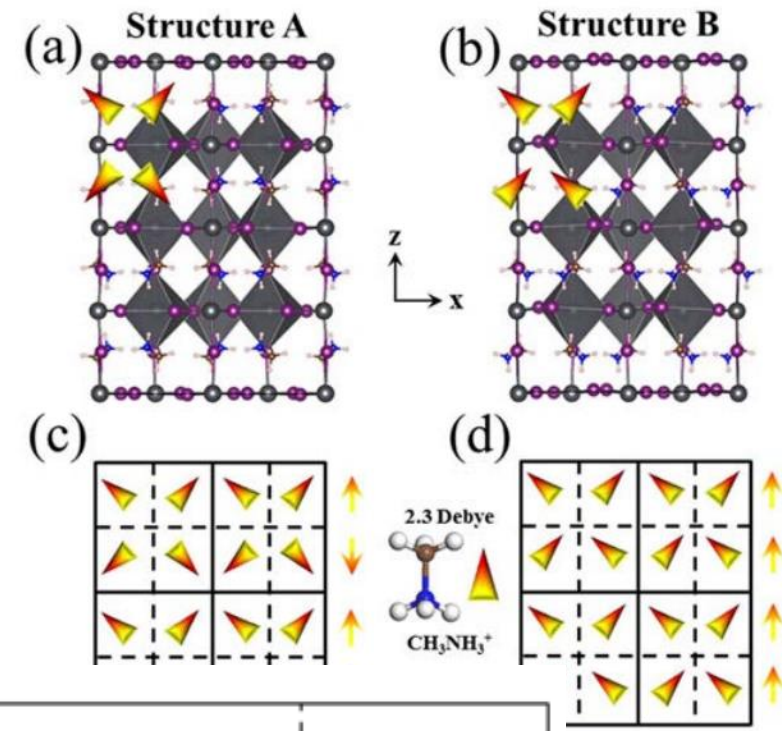 Structure A
Structure B
(a)
(b)
z
x
(c)
(d)
2.3 Debye
CH₃NH₃⁺